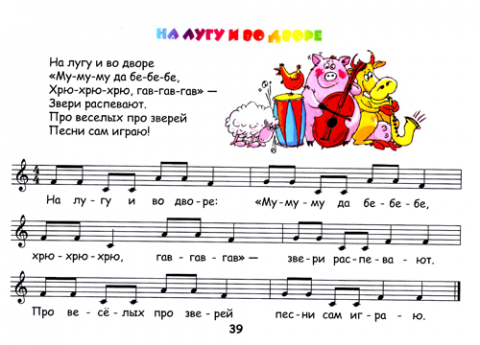 НА ЛУГУ И ВО ДВОРЕ
На лугу и во дворе
«Му-му-му да бе-бе-бе,
Хрю-хрю-хрю, гав-гав-гав» —
Звери распевают.
Про веселых про зверей
Песни сам играю!
4
4
На лу-гу и во дво-ре: «Му-му-му да бе-бе-бе,
хрю-хрю-хрю, гав-гав-гав» — зве-ри рас-пе-ва-ют.
Про ве-сё-лых про зве-рей пес-ни сам иг-ра-ю.
39